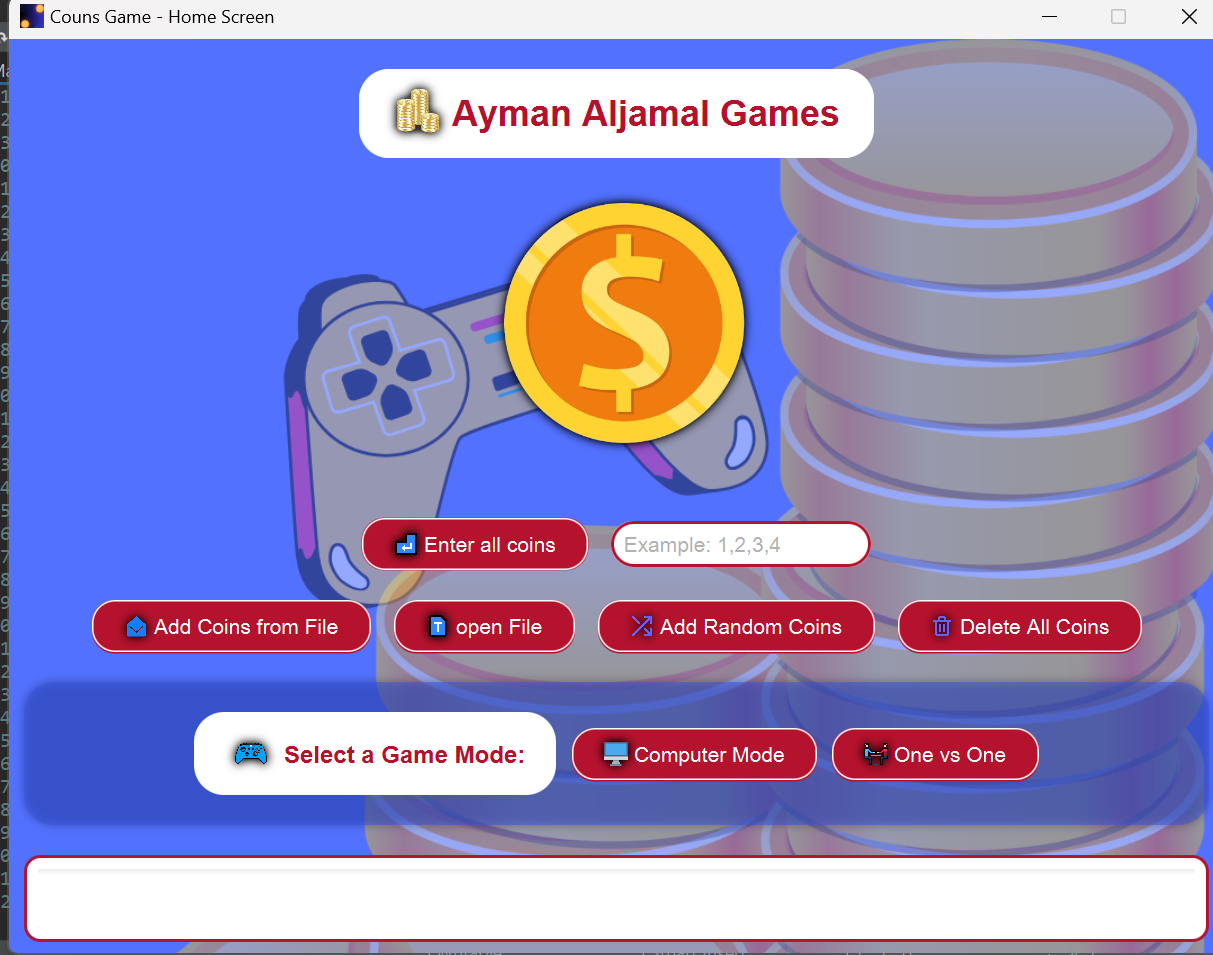 Couns Game - Home Screen
Ayman Aljamal Games
$
Enter all coins
Example: 1,2,3,4
Add Coins from File
T open File
Add Random Coins
Delete All Coins
Select a Game Mode:
Computer Mode
One vs One